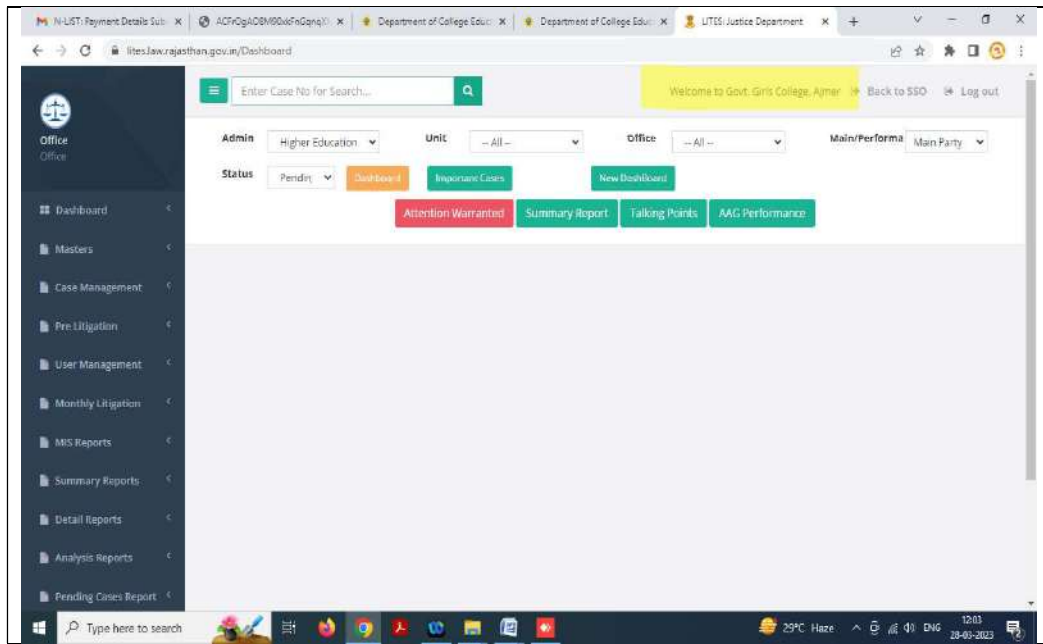 N-LIST: Payment Details Sub
Department of College Educ
Department of College Educ
LITES: Justice Department
lites.law.rajasthan.gov.in/Dashboard
Enter Case No for Search...
Welcome to Govt. Girls College, Ajmer
Back to SSO
Log out
Office
Office
Admin
Higher Education
Unit
-- All --
Office
-- All --
Main/Performa
Main Party
Status
Pendin
Dashboard
Important Cases
New DashBoard
Attention Warranted
Summary Report
Talking Points
AAG Performance
Dashboard
Masters
Case Management
Pre Litigation
User Management
Monthly Litigation
MIS Reports
Summary Reports
Detail Reports
Analysis Reports
Pending Cases Report
Type here to search
29°C Haze
ENG
12:03
28-03-2023